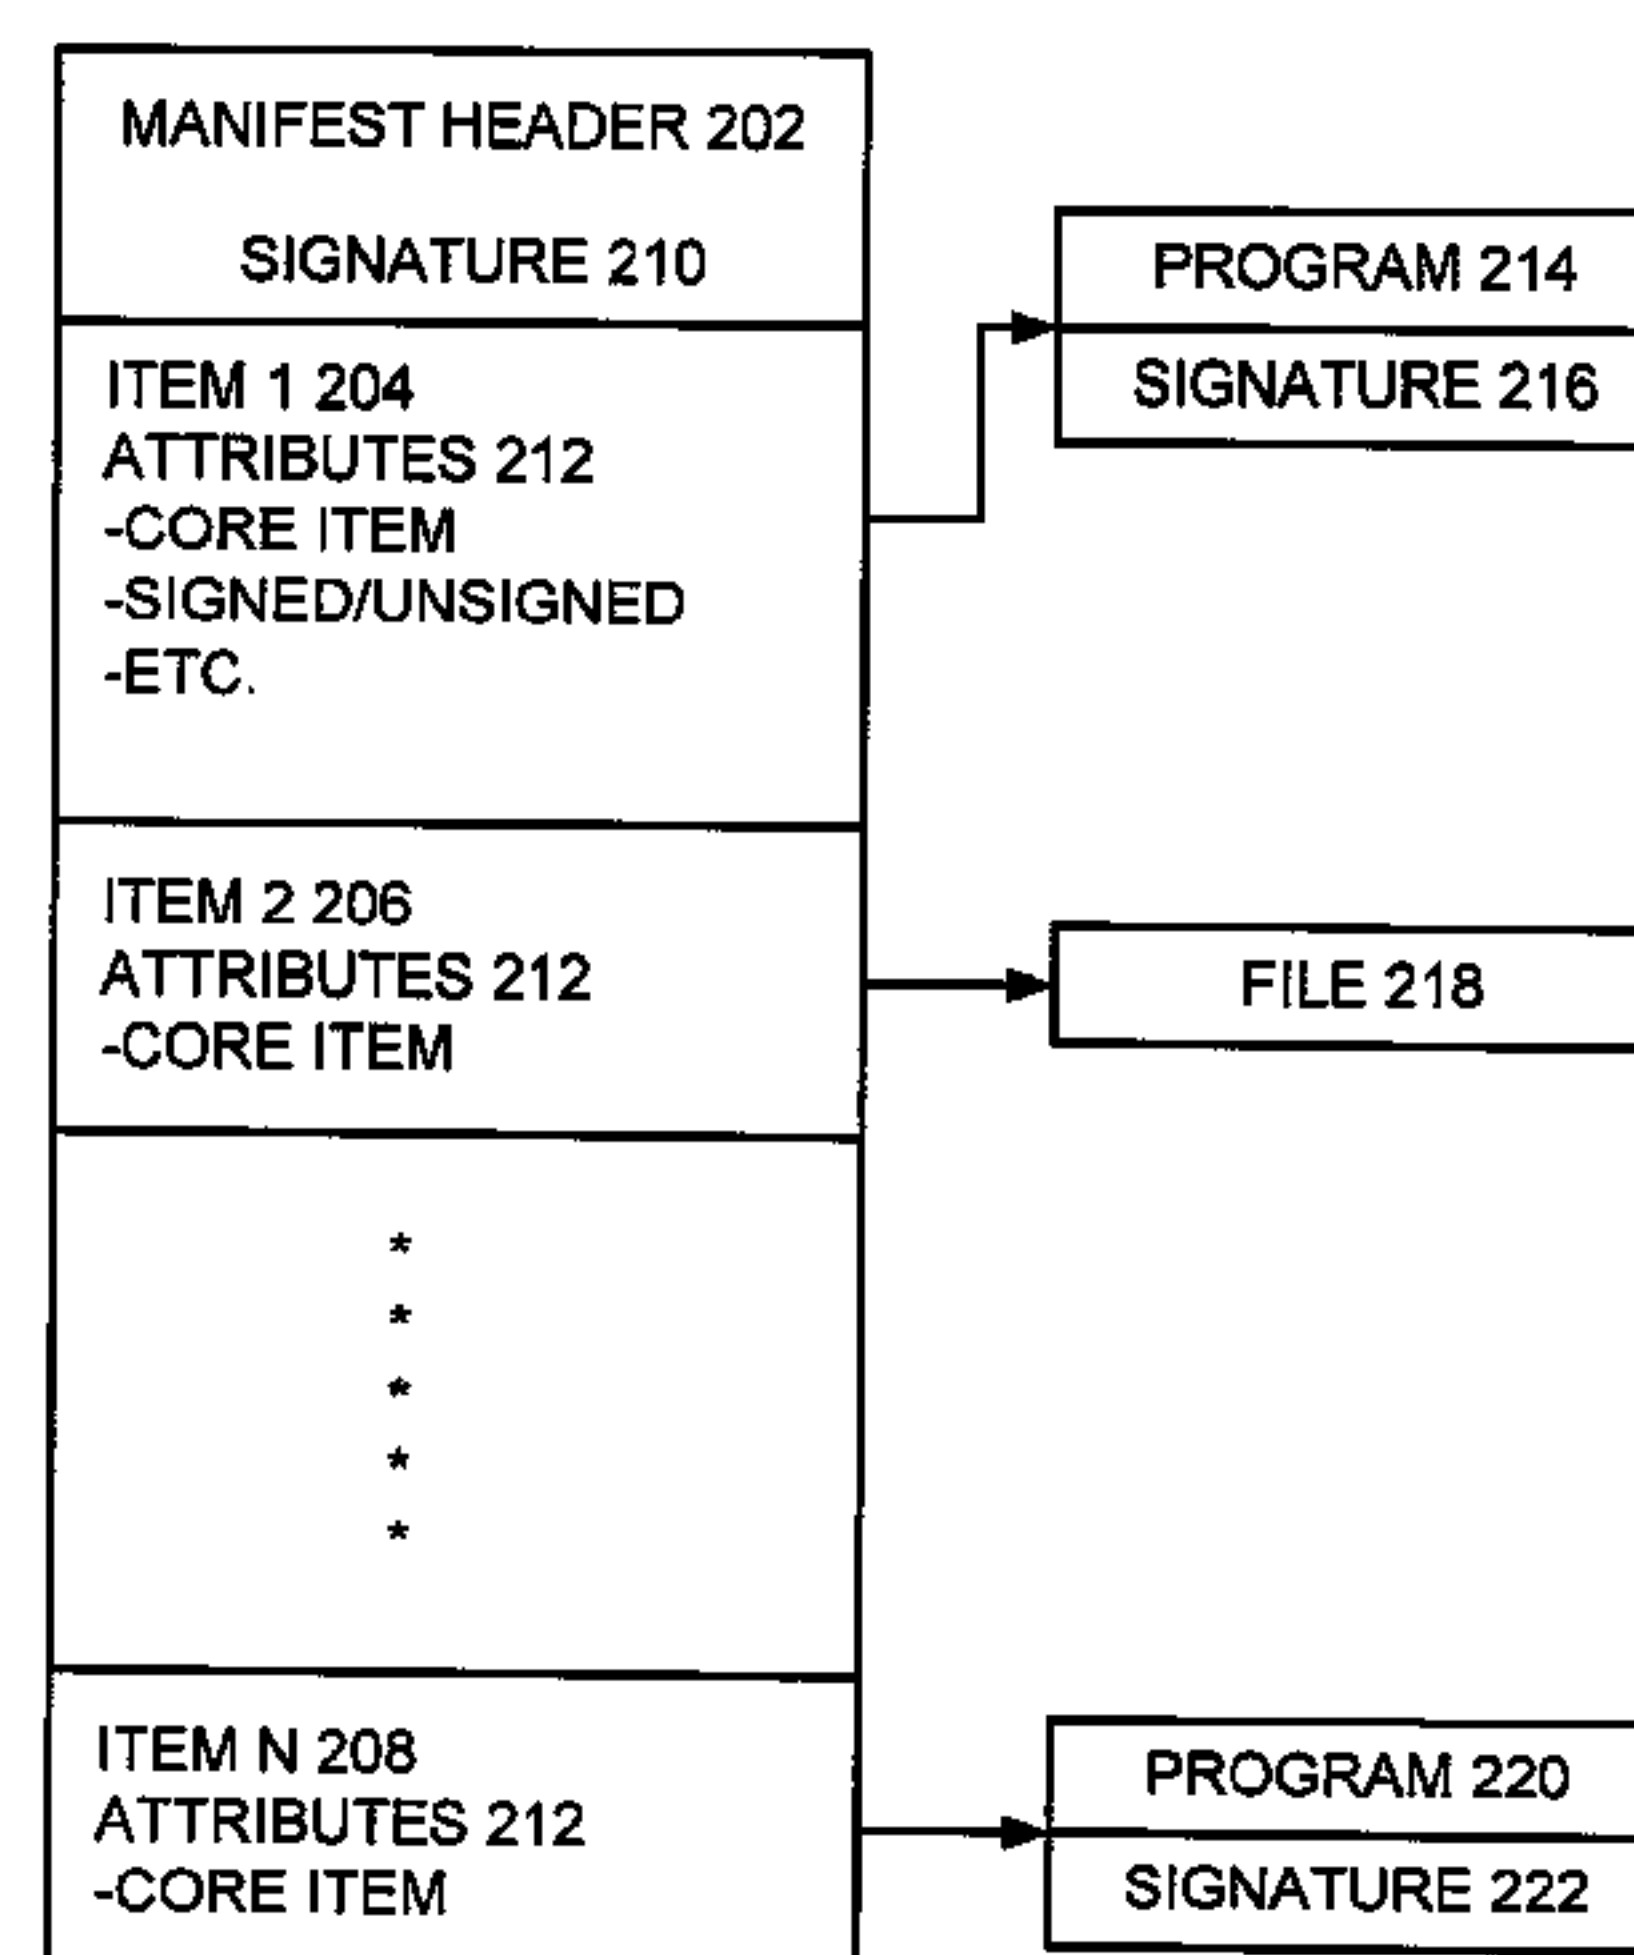 MANIFEST HEADER 202
SIGNATURE 210
ITEM 1 204
ATTRIBUTES 212
-CORE ITEM
-SIGNED/UNSIGNED
-ETC.
PROGRAM 214
SIGNATURE 216
ITEM 2 206
ATTRIBUTES 212
-CORE ITEM
FILE 218
*
*
*
*
*
ITEM N 208
ATTRIBUTES 212
-CORE ITEM
PROGRAM 220
SIGNATURE 222